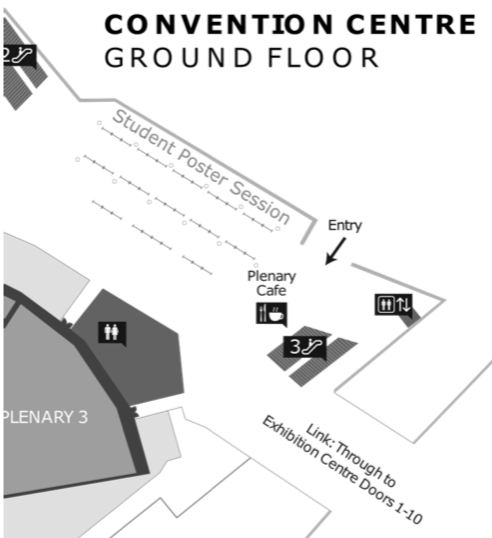 CONVENTION CENTRE
GROUND FLOOR
2
Student Poster Session
Entry
Plenary
Cafe
3
PLENARY 3
Link: Through to
Exhibition Centre Doors 1-10